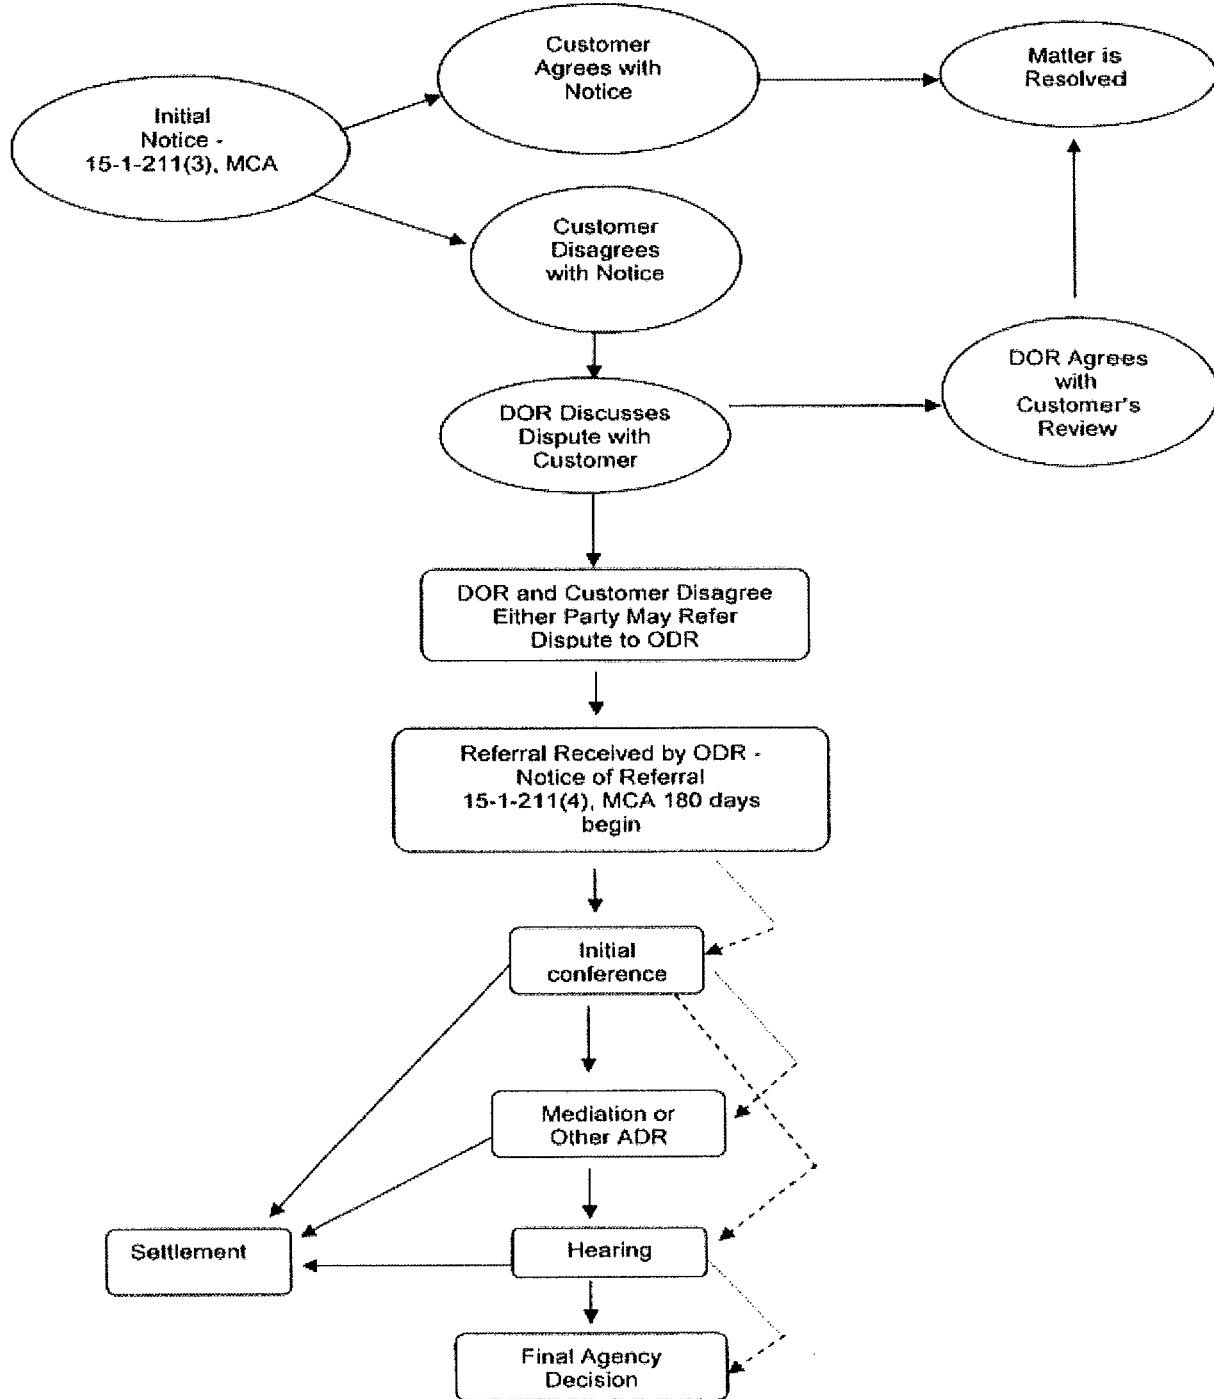 Customer
Agrees with
Notice
Matter is
Resolved
Initial
Notice -
15-1-211(3), MCA
Customer
Disagrees
with Notice
DOR Agrees
with
Customer's
Review
DOR Discusses
Dispute with
Customer
DOR and Customer Disagree
Either Party May Refer
Dispute to ODR
Referral Received by ODR -
Notice of Referral
15-1-211(4), MCA 180 days
begin
Initial
conference
Mediation or
Other ADR
Settlement
Hearing
Final Agency
Decision